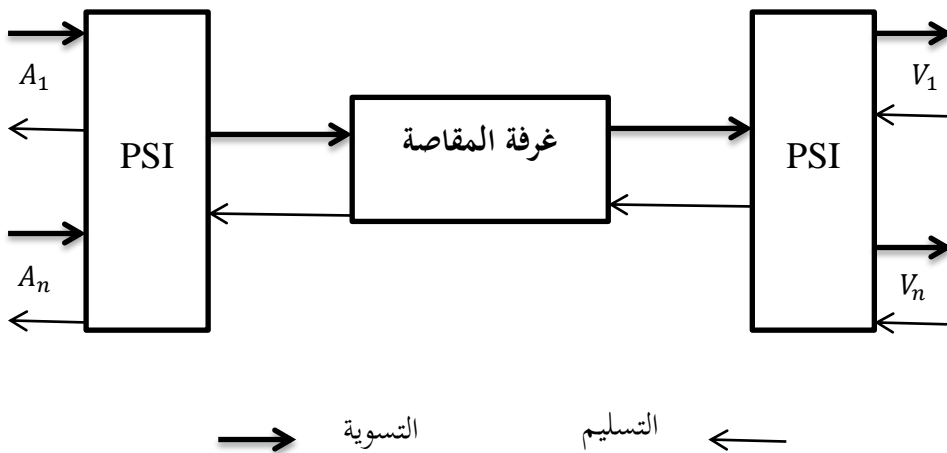 A₁
V₁
PSI
غرفة المقاصة
PSI
Aₙ
Vₙ
التسوية
التسليم